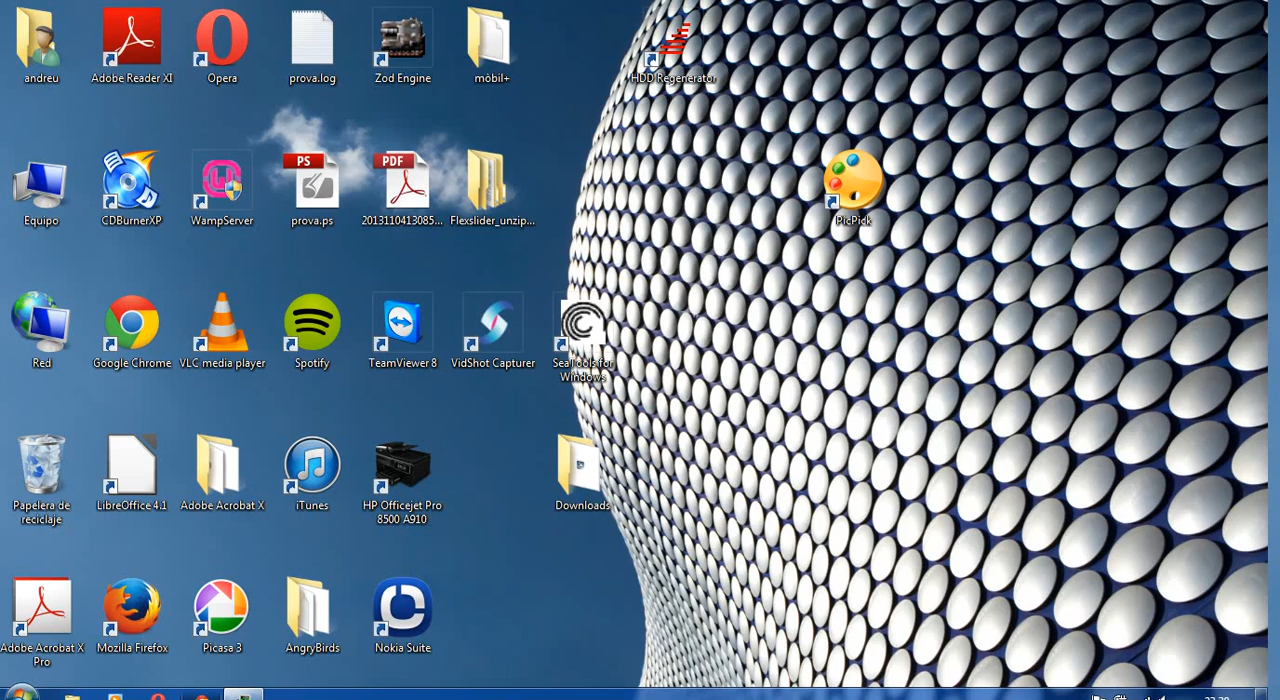 andreu
Adobe Reader XI
Opera
prova.log
Zod Engine
mòbil+
HDD Regenerator
PS
PDF
Equipo
CDBurnerXP
WampServer
prova.ps
2013110413085...
Flexslider_unzip...
PicPick
Red
Google Chrome
VLC media player
Spotify
TeamViewer 8
VidShot Capturer
SeaTools for
Windows
Papelera de
reciclaje
LibreOffice 4.1
Adobe Acrobat X
iTunes
HP Officejet Pro
8500 A910
Downloads
Adobe Acrobat X
Pro
Mozilla Firefox
Picasa 3
AngryBirds
Nokia Suite